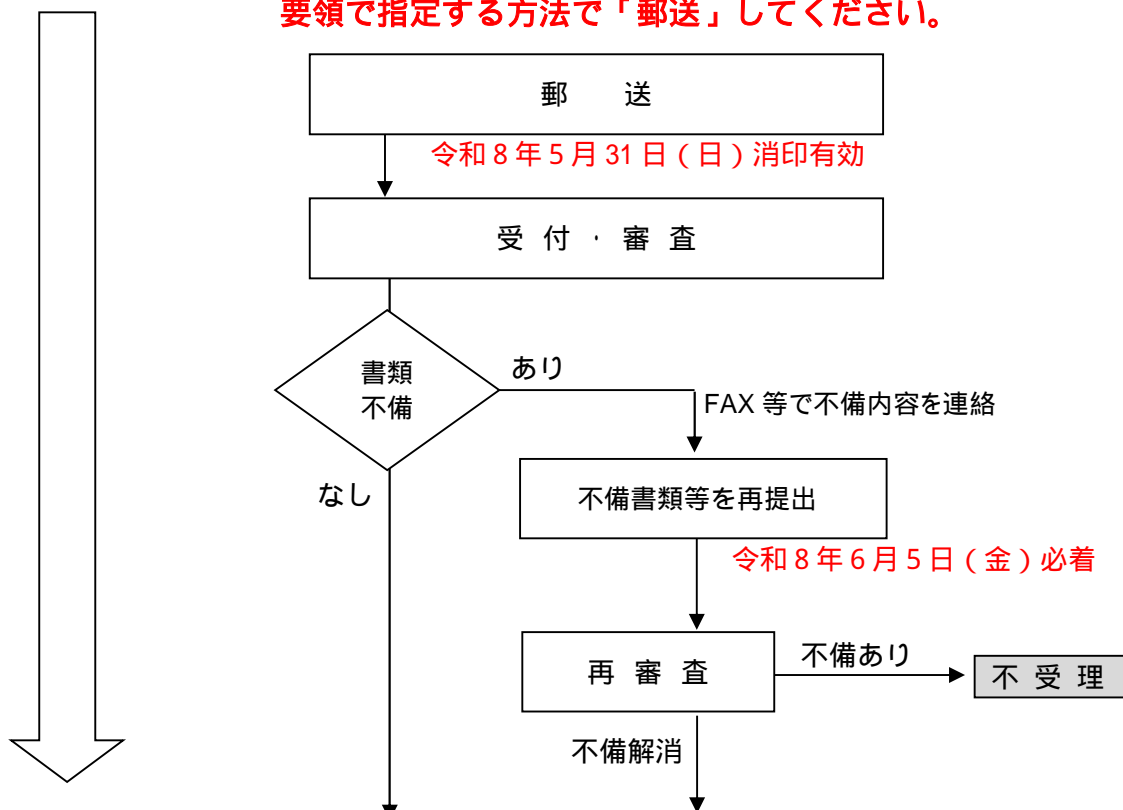 要領で指定する方法で「郵送」してください。
郵　送
令和８年５月31日（日）消印有効
受 付 ・ 審 査
書類
不備
あり
FAX 等で不備内容を連絡
なし
不備書類等を再提出
令和８年６月５日（金）必着
再 審 査
不備あり
不 受 理
不備解消